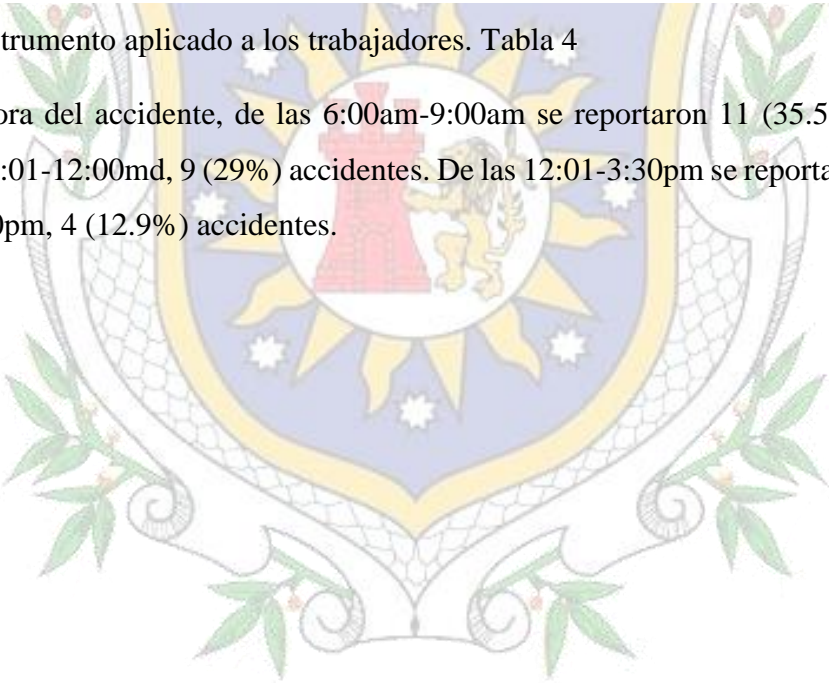 trumento aplicado a los trabajadores. Tabla 4
ora del accidente, de las 6:00am-9:00am se reportaron 11 (35.5
:01-12:00md, 9 (29%) accidentes. De las 12:01-3:30pm se reporta
0pm, 4 (12.9%) accidentes.